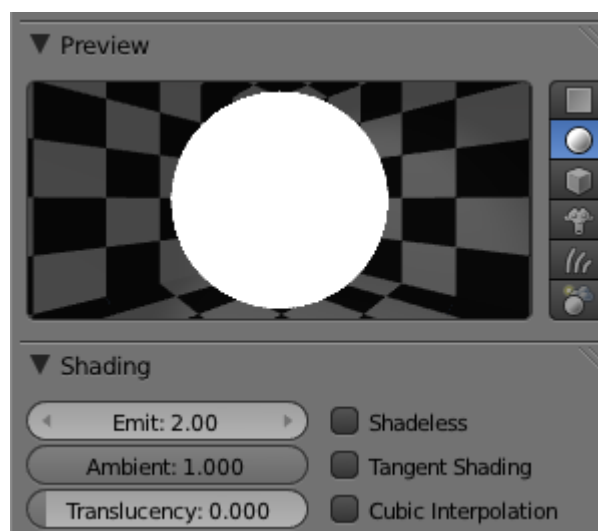 Preview
Shading
Emit: 2.00
Shadeless
Ambient: 1.000
Tangent Shading
Translucency: 0.000
Cubic Interpolation